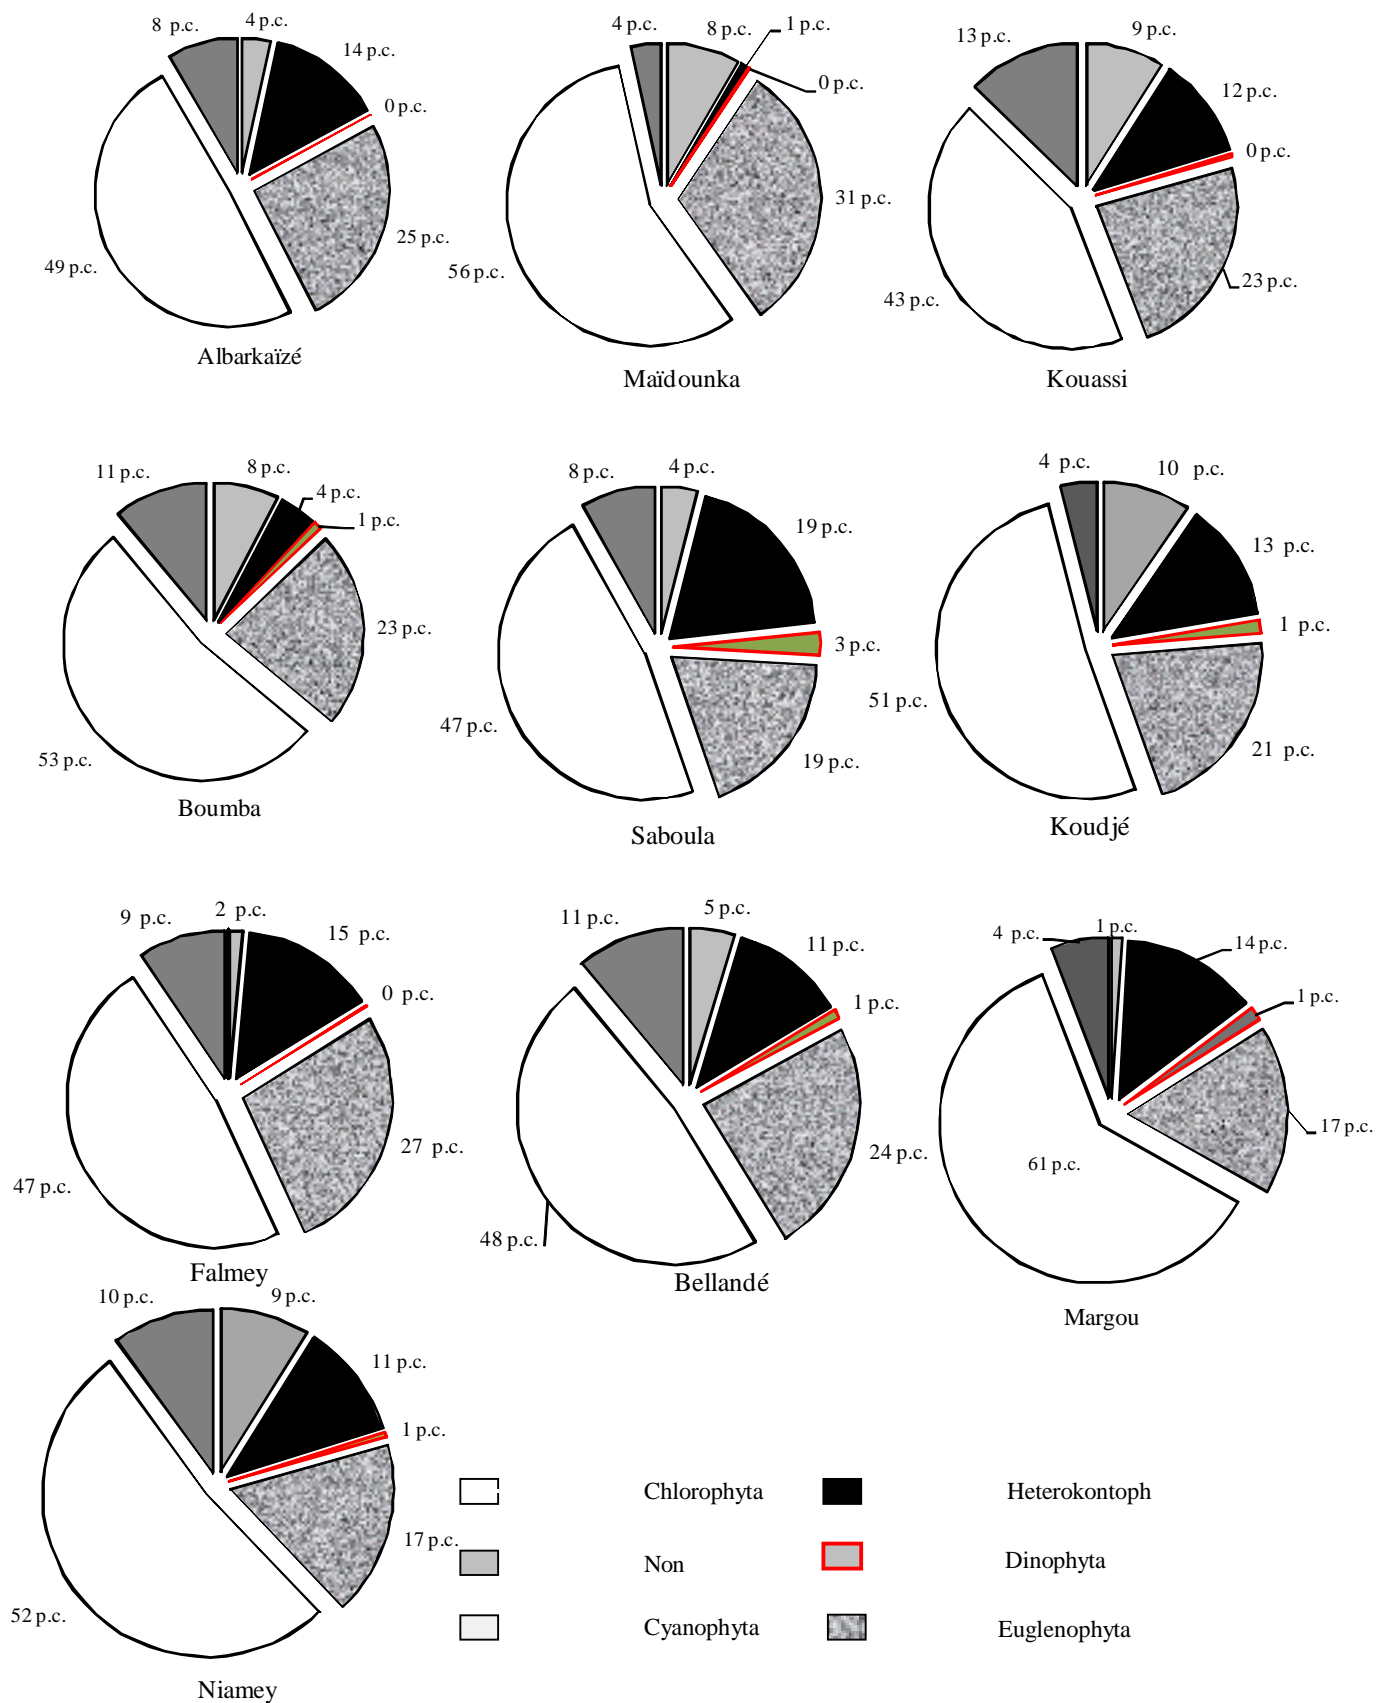 8 p.c.
4 p.c.
14 p.c.
0 p.c.
25 p.c.
49 p.c.
Albarkaïzé
4 p.c.
8 p.c.
1 p.c.
0 p.c.
31 p.c.
56 p.c.
Maïdounka
13 p.c.
9 p.c.
12 p.c.
0 p.c.
23 p.c.
43 p.c.
Kouassi
11 p.c.
8 p.c.
4 p.c.
1 p.c.
23 p.c.
53 p.c.
Boumba
8 p.c.
4 p.c.
19 p.c.
3 p.c.
19 p.c.
47 p.c.
Saboula
4 p.c.
10 p.c.
13 p.c.
1 p.c.
21 p.c.
51 p.c.
Koudjé
9 p.c.
2 p.c.
15 p.c.
0 p.c.
27 p.c.
47 p.c.
Falmey
11 p.c.
5 p.c.
11 p.c.
1 p.c.
24 p.c.
48 p.c.
Bellandé
4 p.c.
1 p.c.
14 p.c.
1 p.c.
17 p.c.
61 p.c.
Margou
10 p.c.
9 p.c.
11 p.c.
1 p.c.
17 p.c.
52 p.c.
Niamey
Chlorophyta
Heterokontoph
Non
Dinophyta
Cyanophyta
Euglenophyta